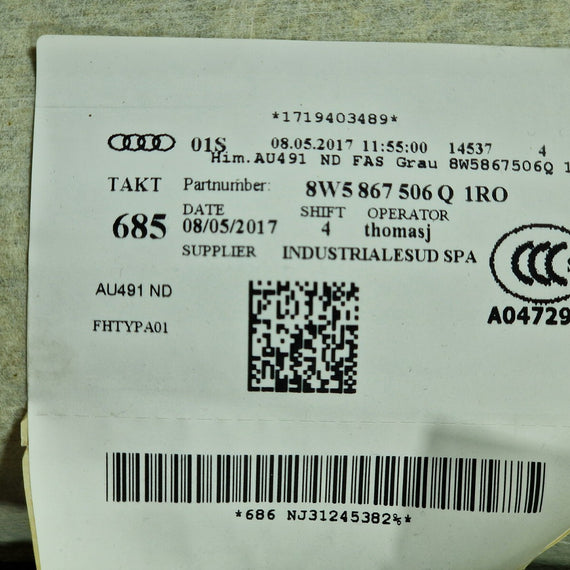 *1719403489*
01S 08.05.2017 11:55:00 14537 4
Him.AU491 ND FAS Grau 8W5867506Q 1
TAKT Partnumber: 8W5 867 506 Q 1RO
DATE SHIFT OPERATOR
685 08/05/2017 4 thomasj
SUPPLIER INDUSTRIALESUD SPA
CCC
AU491 ND
A04729
FHTYPA01
*686 NJ31245382%*